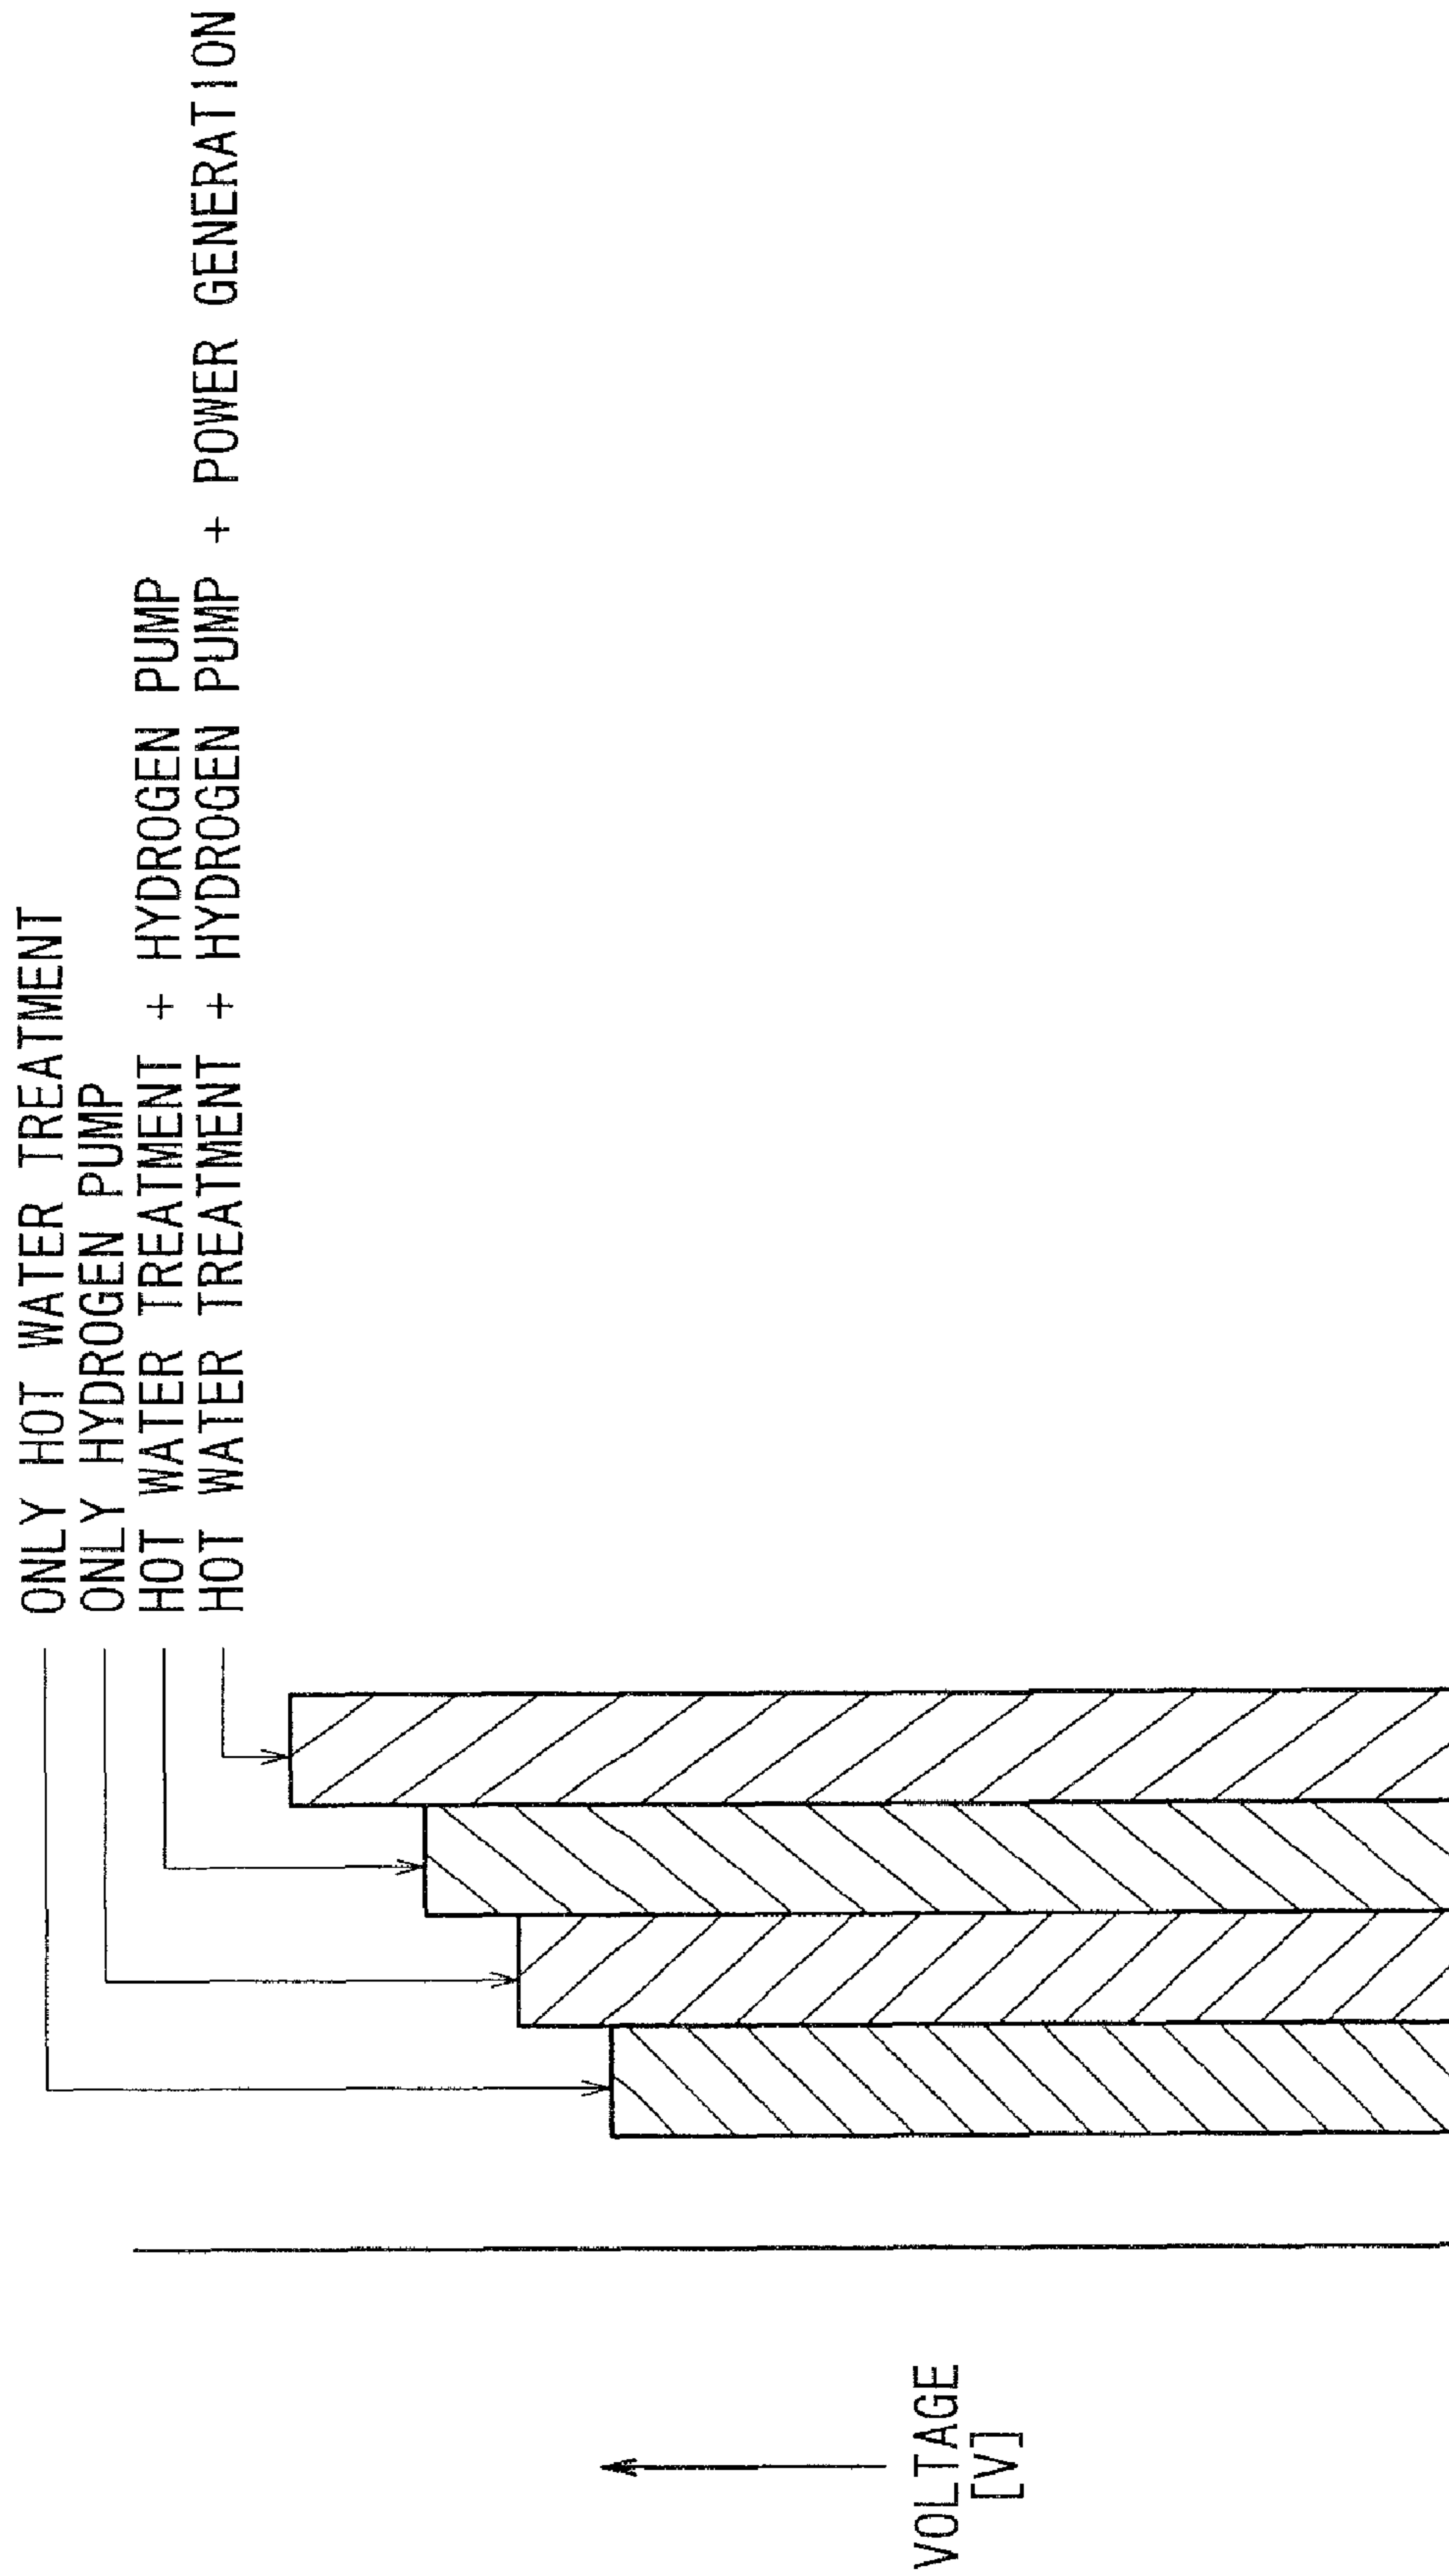 ONLY HOT WATER TREATMENT
ONLY HYDROGEN PUMP
HOT WATER TREATMENT + HYDROGEN PUMP
HOT WATER TREATMENT + HYDROGEN PUMP + POWER GENERATION
VOLTAGE
[V]